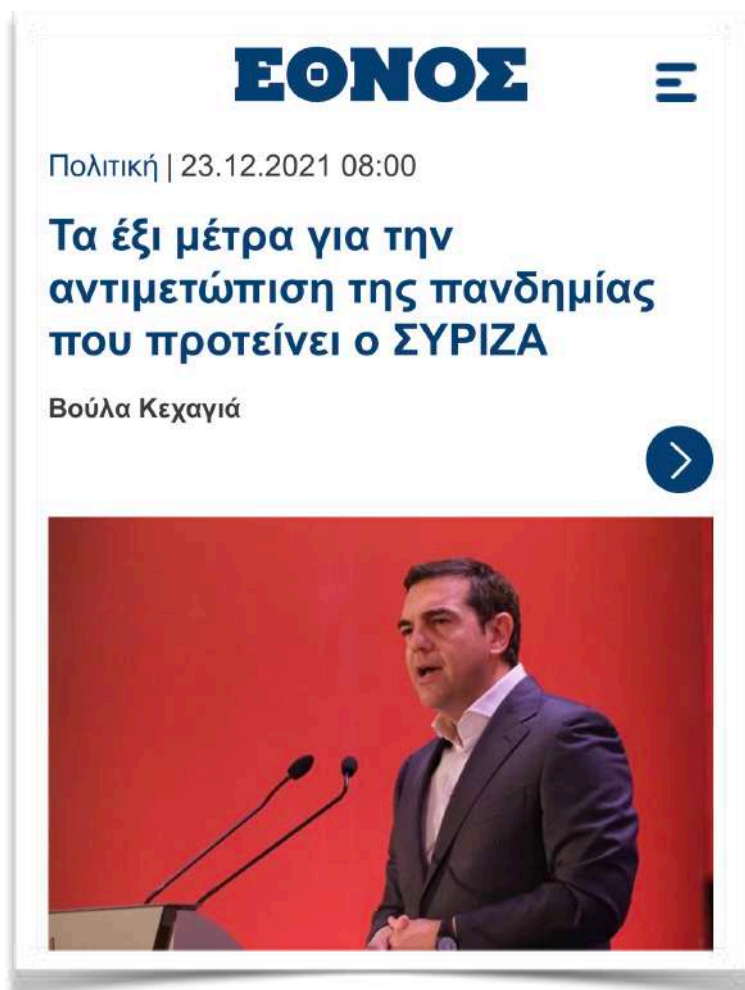 ΕΘΝΟΣ
Πολιτική | 23.12.2021 08:00
Τα έξι μέτρα για την
αντιμετώπιση της πανδημίας
που προτείνει ο ΣΥΡΙΖΑ
Βούλα Κεχαγιά